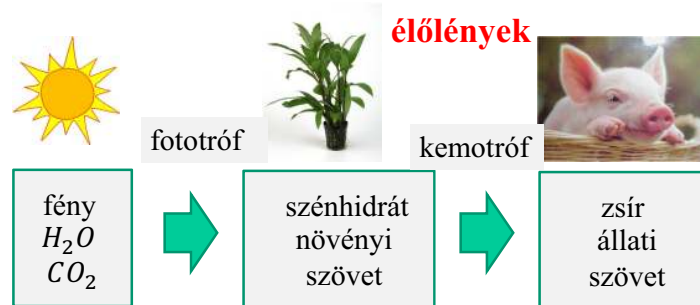 élőlények
fototróf
kemotróf
fény
H₂O
CO₂
szénhidrát
növényi
szövet
zsír
állati
szövet